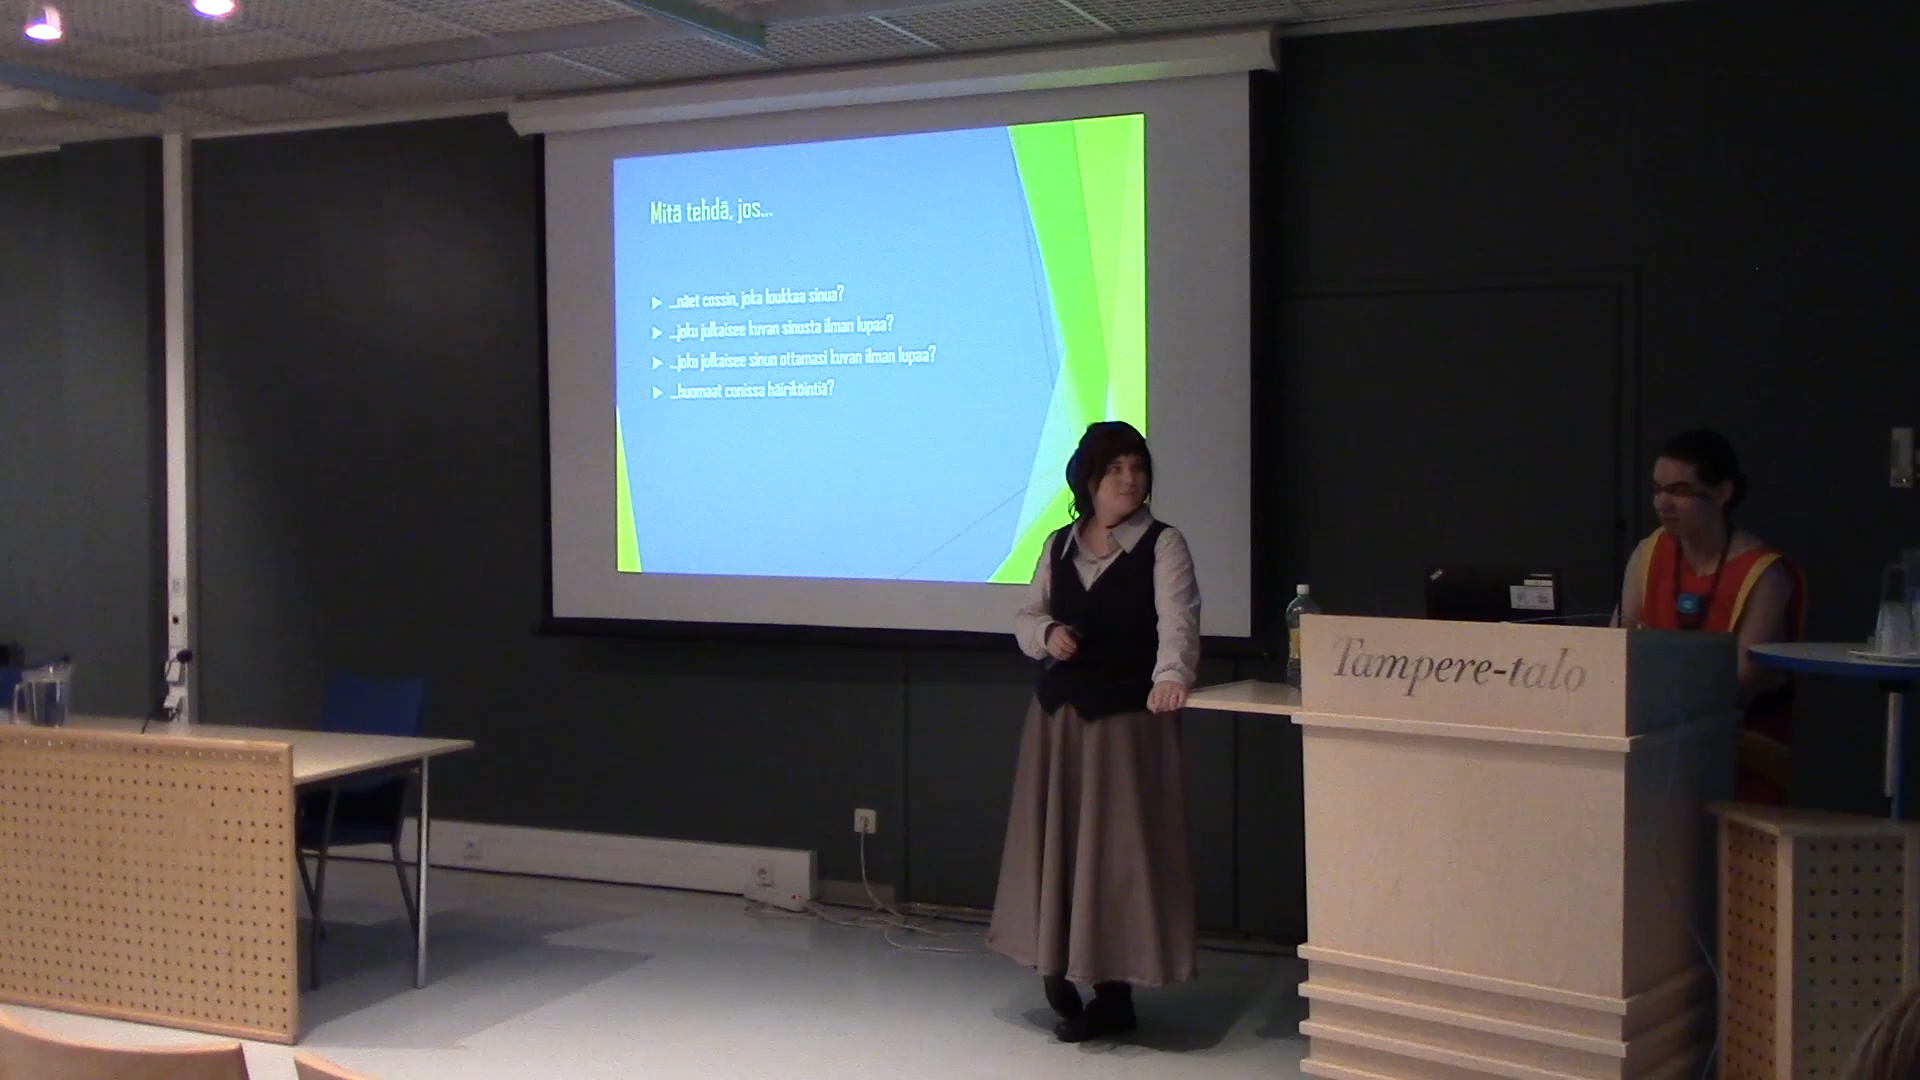 Mitä tehdä, jos...
...näet cossin, joka loukkaa sinua?
...joku julkaisee kuvan sinusta ilman lupaa?
...joku julkaisee sinun ottamasi kuvan ilman lupaa?
...huomaat conissa häiriköintiä?
Tampere-talo